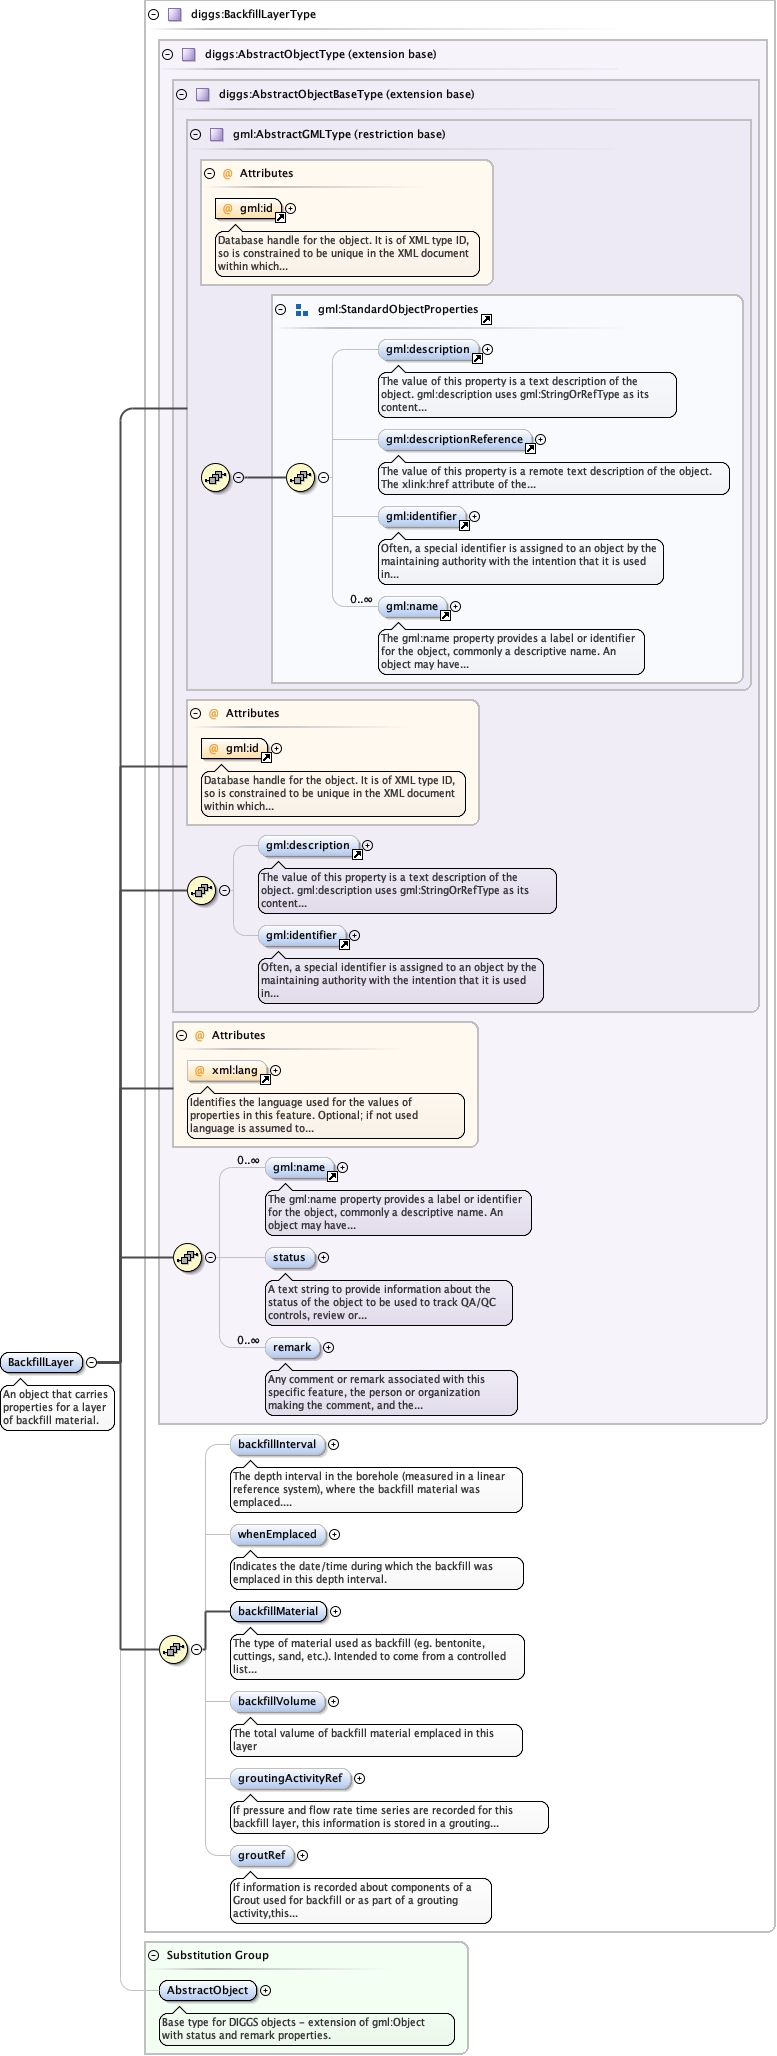 diggs:BackfillLayerType
diggs:AbstractObjectType (extension base)
diggs:AbstractObjectBaseType (extension base)
gml:AbstractGMLType (restriction base)
@ Attributes
@ gml:id
Database handle for the object. It is of XML type ID,
so is constrained to be unique in the XML document
within which...
gml:StandardObjectProperties
gml:description
The value of this property is a text description of the
object. gml:description uses gml:StringOrRefType as its
content...
gml:descriptionReference
The value of this property is a remote text description of the object.
The xlink:href attribute of the...
gml:identifier
Often, a special identifier is assigned to an object by the
maintaining authority with the intention that it is used
in...
0..∞
gml:name
The gml:name property provides a label or identifier
for the object, commonly a descriptive name. An
object may have...
@ Attributes
@ gml:id
Database handle for the object. It is of XML type ID,
so is constrained to be unique in the XML document
within which...
gml:description
The value of this property is a text description of the
object. gml:description uses gml:StringOrRefType as its
content...
gml:identifier
Often, a special identifier is assigned to an object by the
maintaining authority with the intention that it is used
in...
@ Attributes
@ xml:lang
Identifies the language used for the values of
properties in this feature. Optional; if not used
language is assumed to...
0..∞
gml:name
The gml:name property provides a label or identifier
for the object, commonly a descriptive name. An
object may have...
status
A text string to provide information about the
status of the object to be used to track QA/QC
controls, review or...
0..∞
remark
Any comment or remark associated with this
specific feature, the person or organization
making the comment, and the...
BackfillLayer
An object that carries
properties for a layer
of backfill material.
backfillInterval
The depth interval in the borehole (measured in a linear
reference system), where the backfill material was
emplaced....
whenEmplaced
Indicates the date/time during which the backfill was
emplaced in this depth interval.
backfillMaterial
The type of material used as backfill (eg. bentonite,
cuttings, sand, etc.). Intended to come from a controlled
list...
backfillVolume
The total valume of backfill material emplaced in this
layer
groutingActivityRef
If pressure and flow rate time series are recorded for this
backfill layer, this information is stored in a grouting...
groutRef
If information is recorded about components of a
Grout used for backfill or as part of a grouting
activity,this...
Substitution Group
AbstractObject
Base type for DIGGS objects - extension of gml:Object
with status and remark properties.